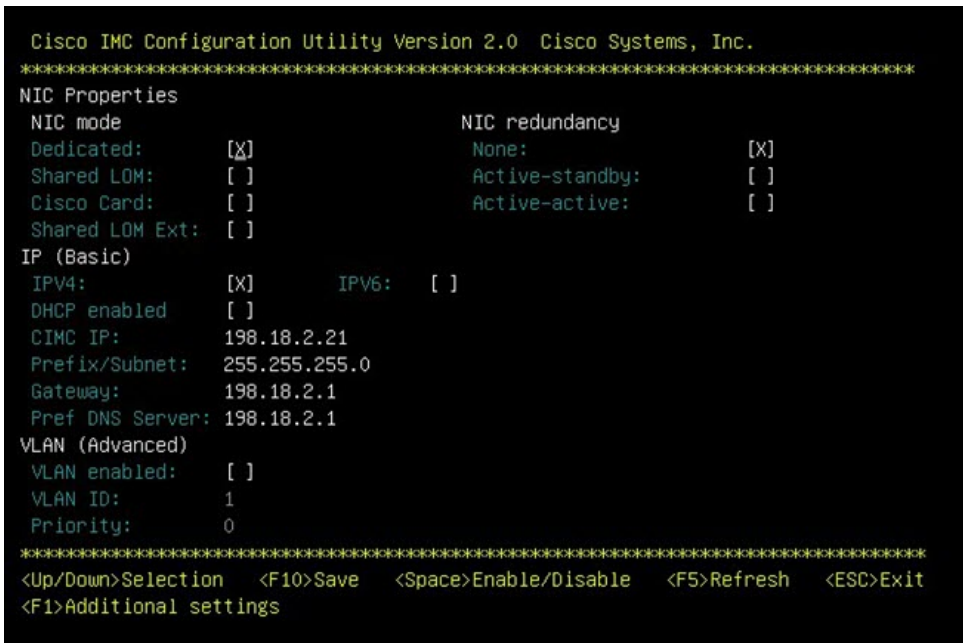 Cisco IMC Configuration Utility Version 2.0  Cisco Systems, Inc.
********************************************************************************
NIC Properties
NIC mode                                NIC redundancy
Dedicated:       [X]                    None:                   [X]
Shared LOM:      [ ]                    Active-standby:         [ ]
Cisco Card:      [ ]                    Active-active:          [ ]
Shared LOM Ext:  [ ]
IP (Basic)
IPV4:            [X]       IPV6:   [ ]
DHCP enabled     [ ]
CIMC IP:         198.18.2.21
Prefix/Subnet:   255.255.255.0
Gateway:         198.18.2.1
Pref DNS Server: 198.18.2.1
VLAN (Advanced)
VLAN enabled:    [ ]
VLAN ID:         1
Priority:        0
********************************************************************************
<Up/Down>Selection   <F10>Save   <Space>Enable/Disable   <F5>Refresh   <ESC>Exit
<F1>Additional settings